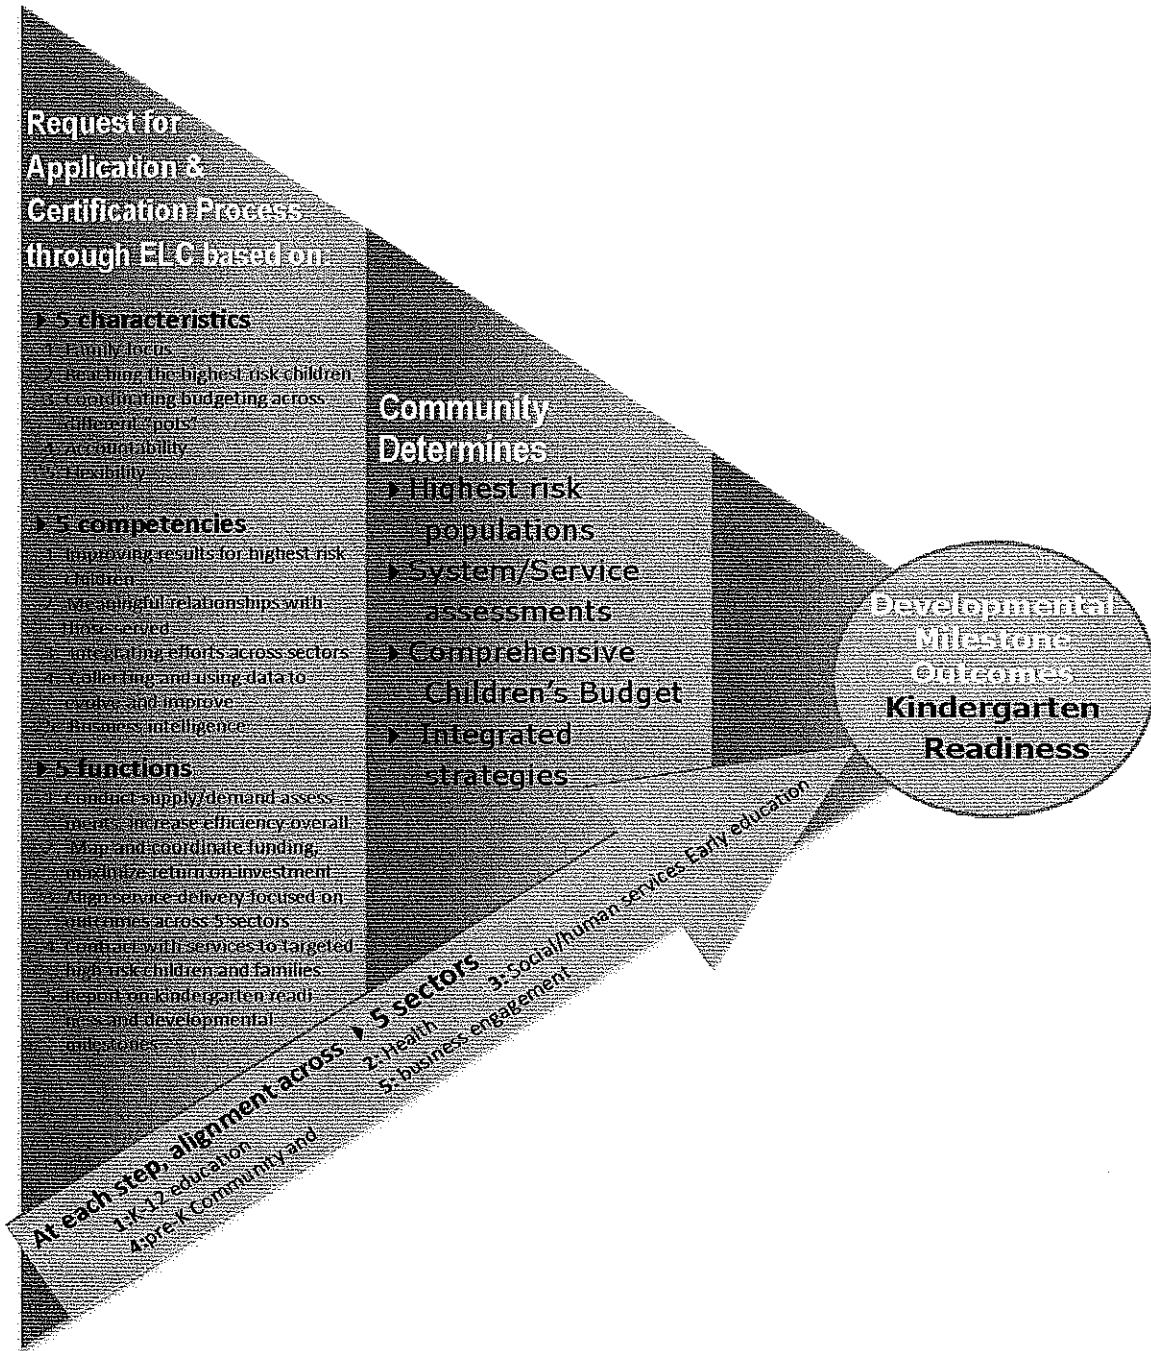 Request for
Application &
Certification Process
through ELC based on:
▸ 5 characteristics
1. Family focus
2. Reaching the highest risk children
3. Coordinating budgeting across
different "pots"
4. Accountability
5. Flexibility
▸ 5 competencies
1. Improving results for highest risk
children
2. Meaningful relationships with
those served
3. Integrating efforts across sectors
4. Collecting and using data to
evolve and improve
5. Business intelligence
▸ 5 functions
1. Conduct supply/demand assess
ments, increase efficiency overall
2. Map and coordinate funding,
maximize return on investment
3. Align service delivery focused on
outcomes across 5 sectors
4. Contract with services to targeted
high risk children and families
5. Report on kindergarten readi
ness and developmental
milestones
Community
Determines
▸ Highest risk
populations
▸ System/Service
assessments
▸ Comprehensive
Children's Budget
▸ Integrated
strategies
Developmental
Milestone
Outcomes
Kindergarten
Readiness
At each step, alignment across ▸ 5 sectors
1:K-12 education 2: Health 3: Social/human services Early education
4:pre-K Community and 5: business engagement